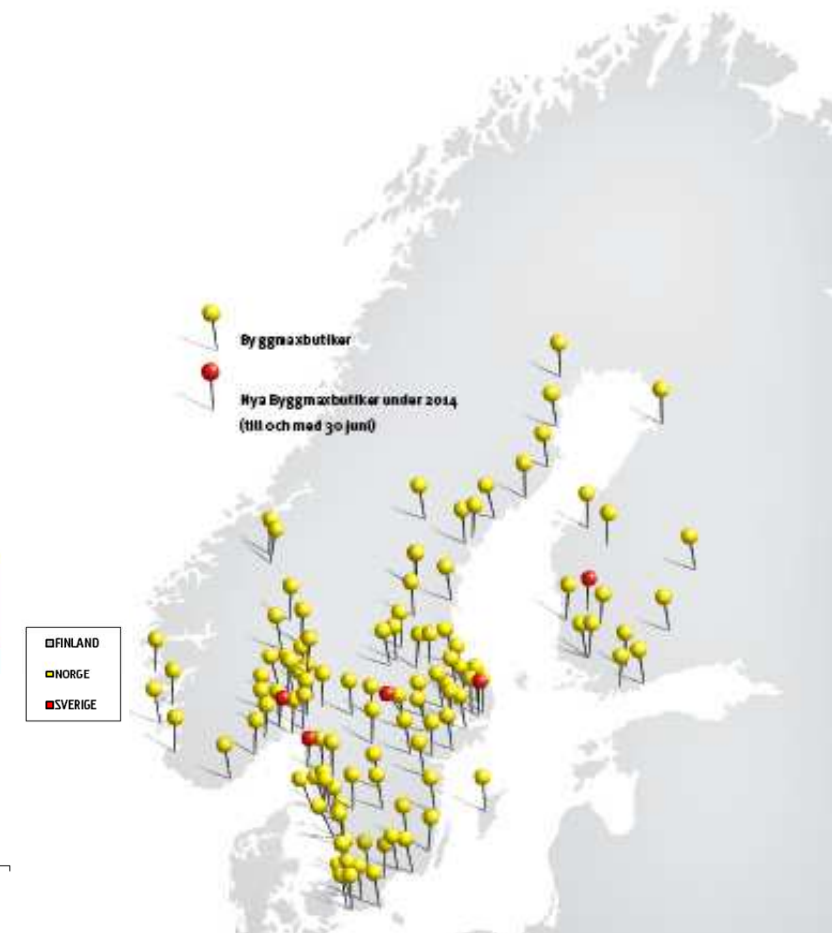 Byggmaxbutiker
Nya Byggmaxbutiker under 2014
(till och med 30 juni)
FINLAND
NORGE
SVERIGE